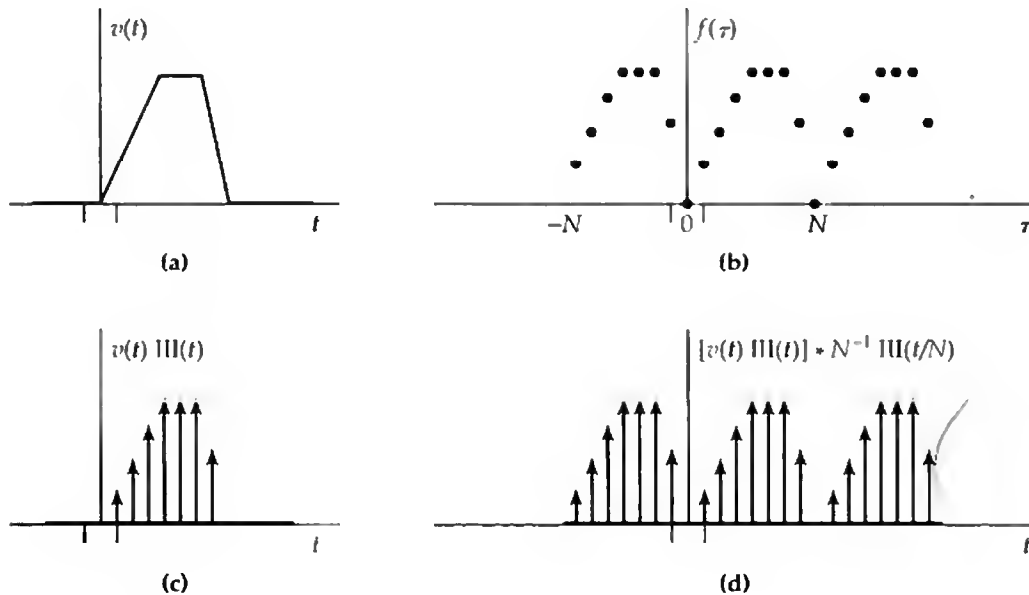 v(t)
f(τ)
t
−N
0
N
τ
(a)
(b)
v(t) III(t)
[v(t) III(t)] * N⁻¹ III(t/N)
t
t
(c)
(d)